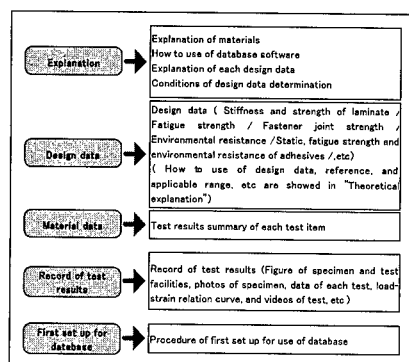 Explanation
Explanation of materials
How to use of database software
Explanation of each design data
Conditions of design data determination
Design data
Design data ( Stiffness and strength of laminate /
Fatigue strength / Fastener joint strength /
Environmental resistance /Static, fatigue strength and
environmental resistance of adhesives /,etc)
( How to use of design data, reference, and
applicable range, etc are showed in "Theoretical
explanation")
Material data
Test results summary of each test item
Record of test
results
Record of test results (Figure of specimen and test
facilities, photos of specimen, data of each test, load-
strain relation curve, and videos of test, etc)
First set up for
database
Procedure of first set up for use of database